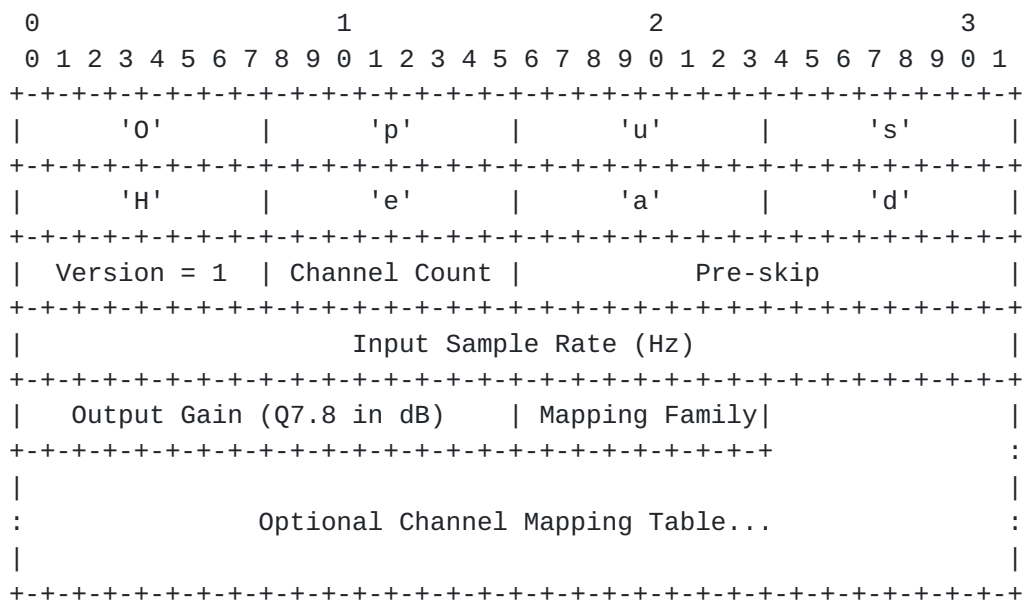 0                   1                   2                   3
 0 1 2 3 4 5 6 7 8 9 0 1 2 3 4 5 6 7 8 9 0 1 2 3 4 5 6 7 8 9 0 1
+-+-+-+-+-+-+-+-+-+-+-+-+-+-+-+-+-+-+-+-+-+-+-+-+-+-+-+-+-+-+-+-+
|      'O'      |      'p'      |      'u'      |      's'      |
+-+-+-+-+-+-+-+-+-+-+-+-+-+-+-+-+-+-+-+-+-+-+-+-+-+-+-+-+-+-+-+-+
|      'H'      |      'e'      |      'a'      |      'd'      |
+-+-+-+-+-+-+-+-+-+-+-+-+-+-+-+-+-+-+-+-+-+-+-+-+-+-+-+-+-+-+-+-+
|  Version = 1  | Channel Count |           Pre-skip            |
+-+-+-+-+-+-+-+-+-+-+-+-+-+-+-+-+-+-+-+-+-+-+-+-+-+-+-+-+-+-+-+-+
|                     Input Sample Rate (Hz)                    |
+-+-+-+-+-+-+-+-+-+-+-+-+-+-+-+-+-+-+-+-+-+-+-+-+-+-+-+-+-+-+-+-+
|   Output Gain (Q7.8 in dB)    | Mapping Family|               |
+-+-+-+-+-+-+-+-+-+-+-+-+-+-+-+-+-+-+-+-+-+-+-+-+               :
|                                                               |
:               Optional Channel Mapping Table...               :
|                                                               |
+-+-+-+-+-+-+-+-+-+-+-+-+-+-+-+-+-+-+-+-+-+-+-+-+-+-+-+-+-+-+-+-+